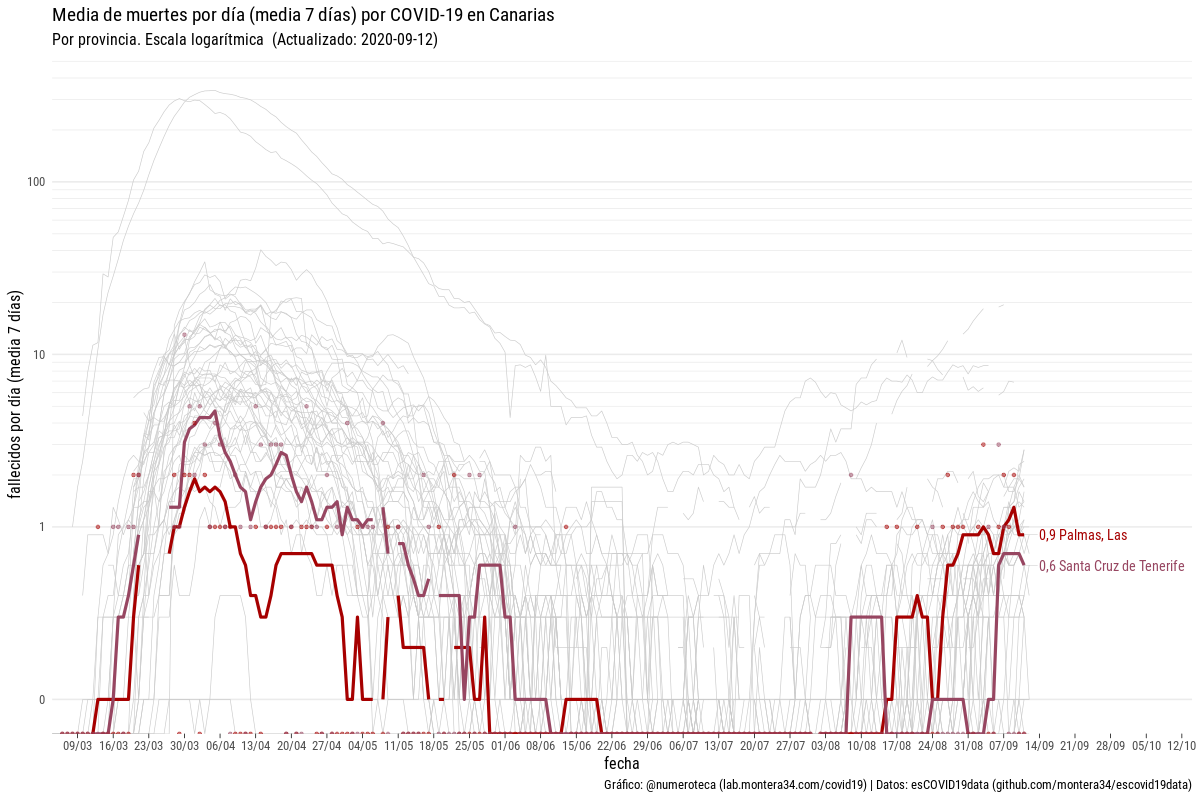 Media de muertes por día (media 7 días) por COVID-19 en Canarias
Por provincia. Escala logarítmica (Actualizado: 2020-09-12)
fallecidos por día (media 7 días)
100
10
1
0
0,9 Palmas, Las
0,6 Santa Cruz de Tenerife
09/03 16/03 23/03 30/03 06/04 13/04 20/04 27/04 04/05 11/05 18/05 25/05 01/06 08/06 15/06 22/06 29/06 06/07 13/07 20/07 27/07 03/08 10/08 17/08 24/08 31/08 07/09 14/09 21/09 28/09 05/10 12/10
fecha
Gráfico: @numeroteca (lab.montera34.com/covid19) | Datos: esCOVID19data (github.com/montera34/escovid19data)